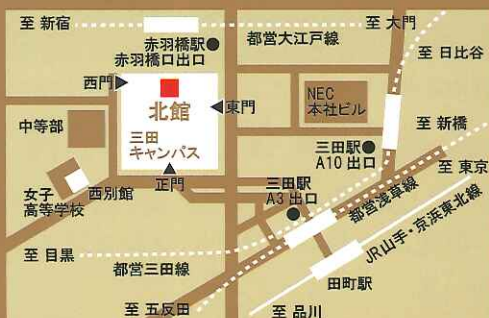 至 新宿
至 大門
赤羽橋駅
赤羽橋口出口
都営大江戸線
至 日比谷
西門
東門
北館
NEC
本社ビル
中等部
三田
キャンパス
三田駅
A10 出口
至 新橋
至 東京
正門
三田駅
A3 出口
女子
高等学校
西別館
都営浅草線
JR山手・京浜東北線
至 目黒
都営三田線
田町駅
至 五反田
至 品川